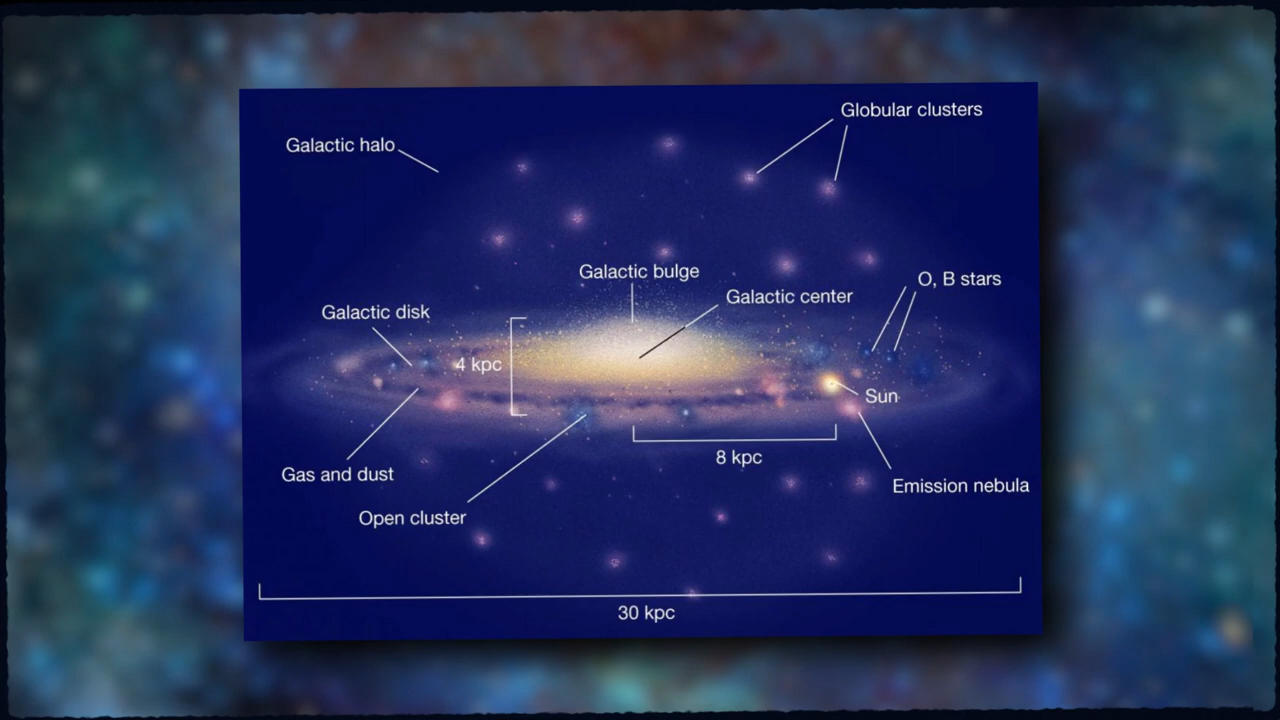 Globular clusters
Galactic halo
Galactic bulge
O, B stars
Galactic center
Galactic disk
4 kpc
Sun
8 kpc
Gas and dust
Emission nebula
Open cluster
30 kpc